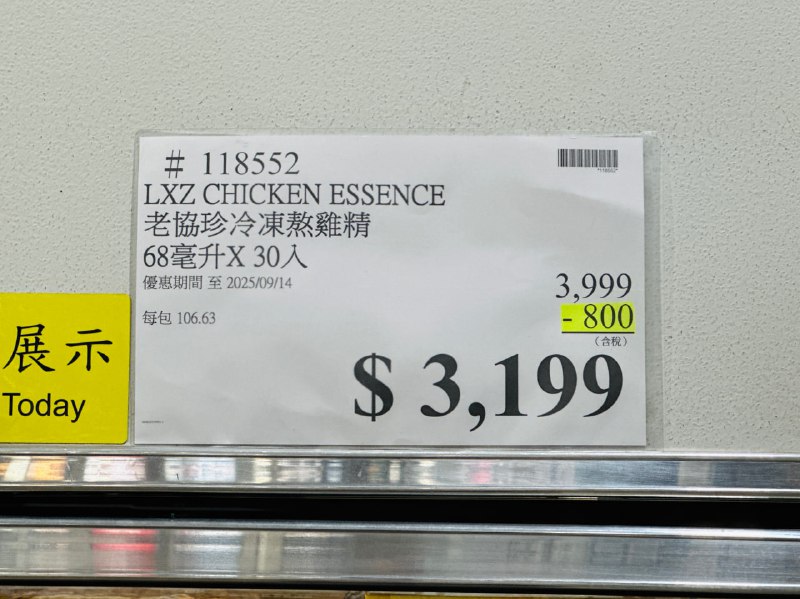 # 118552
LXZ CHICKEN ESSENCE
老協珍冷凍熬雞精
68毫升X 30入
優惠期間 至 2025/09/14
每包 106.63
3,999
- 800
(含稅)
$ 3,199
*118552*
展示
Today